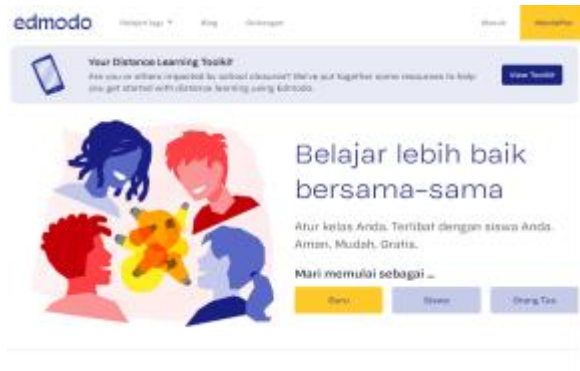 edmodo
Blog
Your Distance Learning Toolkit
Are you or others impacted by school closures? We've put together some resources to help
you get started with distance learning using Edmodo.
View Toolkit
Belajar lebih baik
bersama-sama
Atur kelas Anda. Terlibat dengan siswa Anda.
Aman, Mudah, Gratis.
Mari memulai sebagai ...
Guru
Siswa
Orang Tua